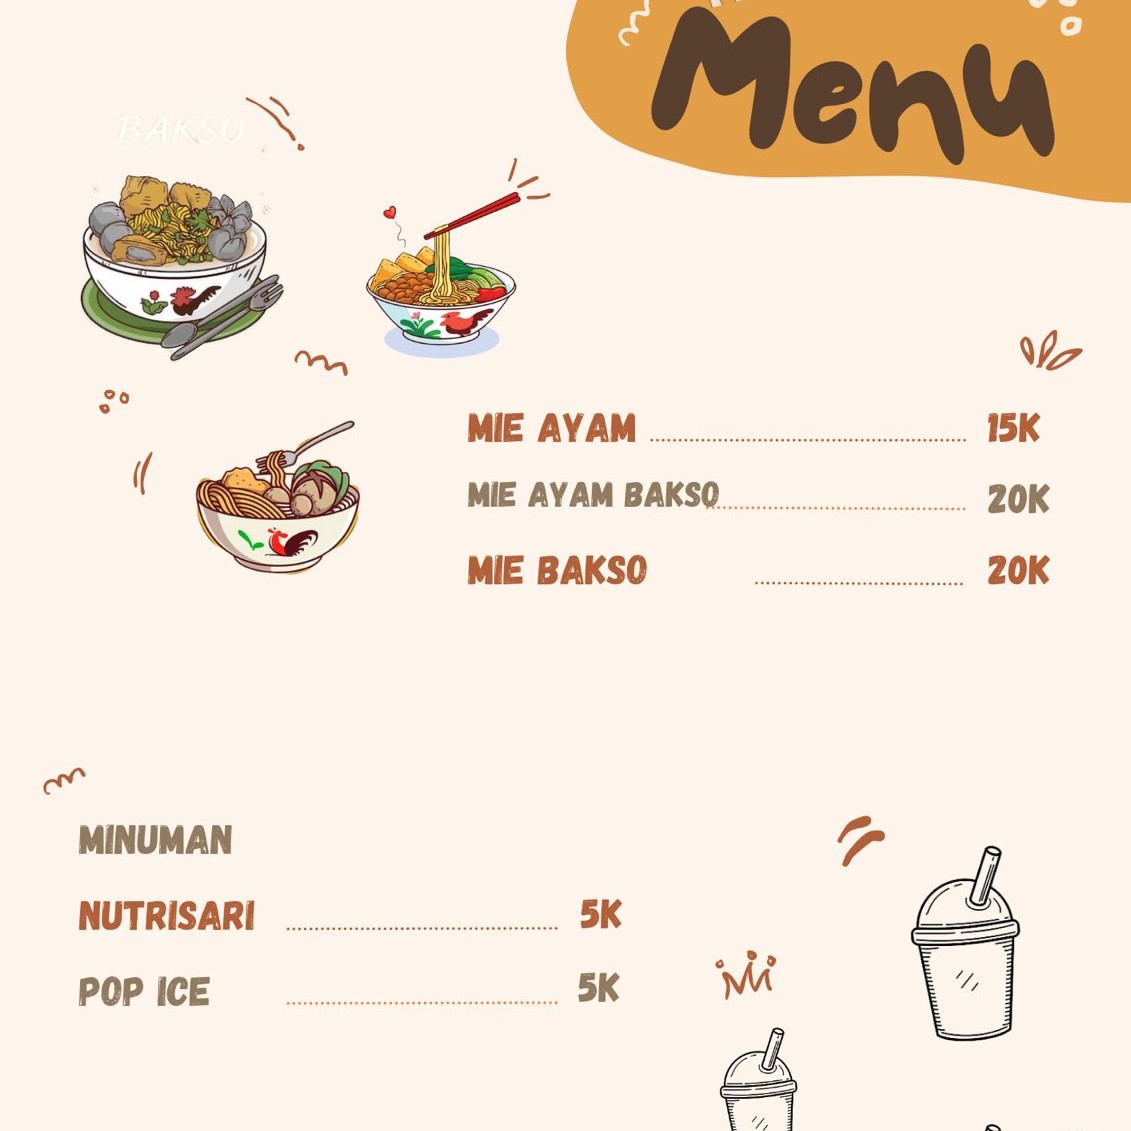 Menu
BAKSO
MIE AYAM 15K
MIE AYAM BAKSO 20K
MIE BAKSO 20K
MINUMAN
NUTRISARI 5K
POP ICE 5K